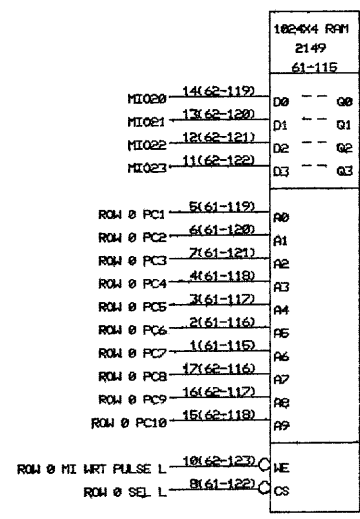 1024X4 RAM
2149
61-115
MIO20 14(62-119) D0 -- Q0
MIO21 13(62-120) D1 -- Q1
MIO22 12(62-121) D2 -- Q2
MIO23 11(62-122) D3 -- Q3
ROW 0 PC1 5(61-119) A0
ROW 0 PC2 6(61-120) A1
ROW 0 PC3 7(61-121) A2
ROW 0 PC4 4(61-118) A3
ROW 0 PC5 3(61-117) A4
ROW 0 PC6 2(61-116) A5
ROW 0 PC7 1(61-115) A6
ROW 0 PC8 17(62-116) A7
ROW 0 PC9 16(62-117) A8
ROW 0 PC10 15(62-118) A9
ROW 0 MI WRT PULSE L 10(62-123) WE
ROW 0 SEL L 8(61-122) CS